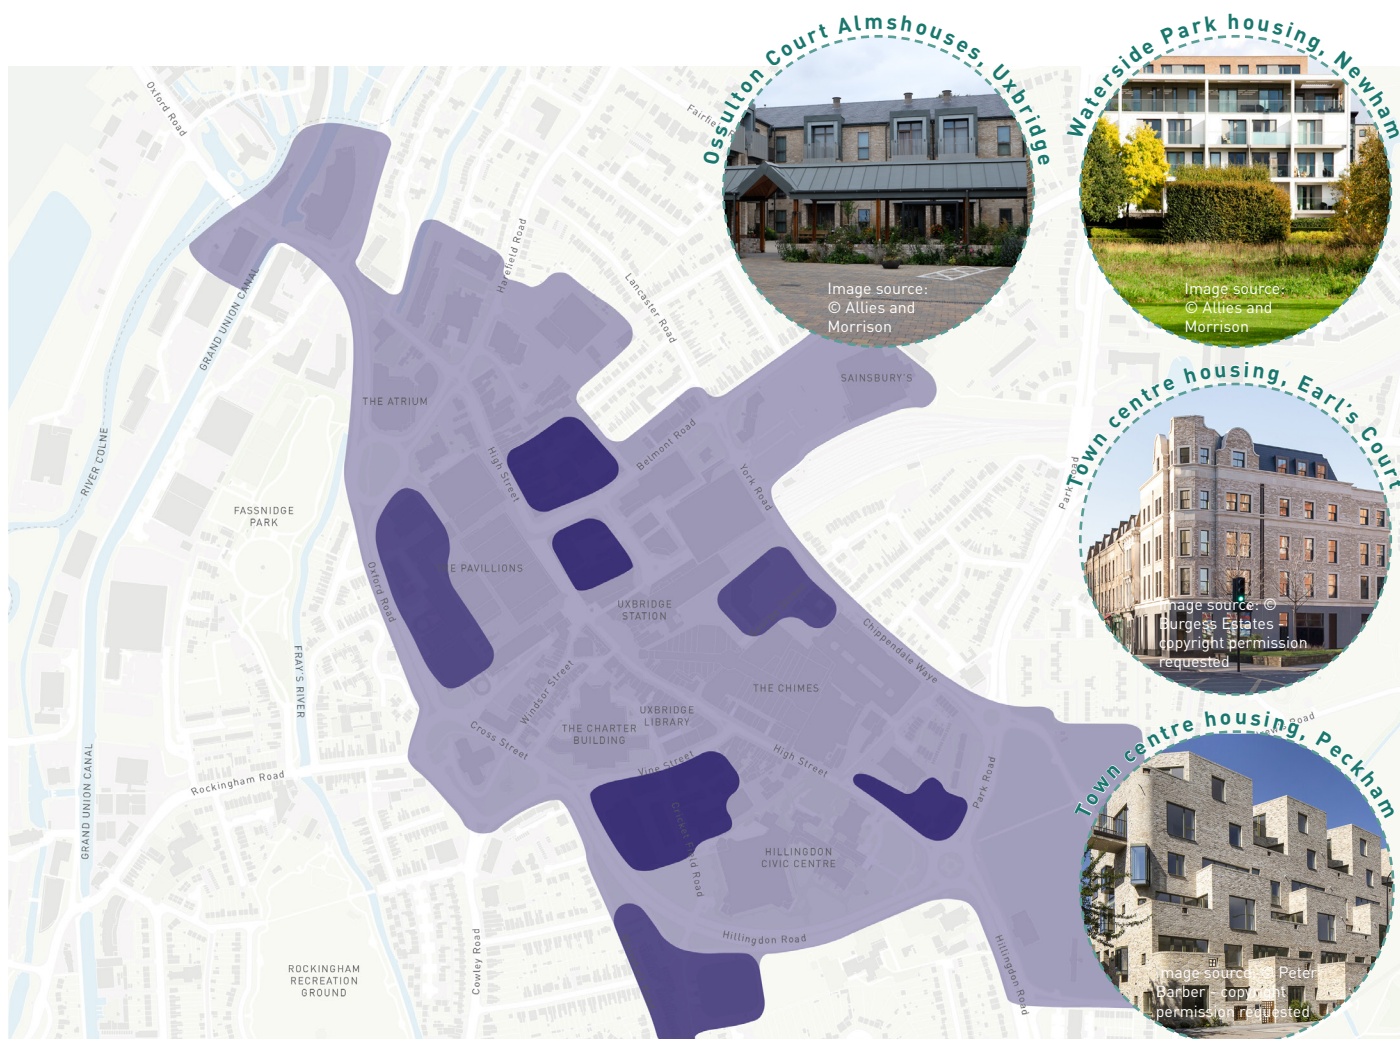 Ossulton Court Almshouses, Uxbridge
Waterside Park housing, Newham
Oxford Road
Image source:
© Allies and
Morrison
Image source:
© Allies and
Morrison
Harefield Road
Lancaster Road
GRAND UNION CANAL
Town centre housing, Earl's Court
SAINSBURY'S
THE ATRIUM
Belmont Road
RIVER COLNE
High Street
York Road
FASSNIDGE
PARK
PAVILLIONS
Oxford Road
UXBRIDGE
STATION
Image source: ©
Burgess Estates -
copyright permission
requested
Chippendale Waye
FRAY'S RIVER
Windsor Street
THE CHIMES
UXBRIDGE
LIBRARY
Cross Street
THE CHARTER
BUILDING
Vine Street
High Street
Town centre housing, Peckham
GRAND UNION CANAL
Rockingham Road
Park Road
Cricket Field Road
HILLINGDON
CIVIC CENTRE
Hillingdon Road
Cowley Road
Hillingdon Road
ROCKINGHAM
RECREATION
GROUND
Image source: © Peter
Barber - copyright
permission requested